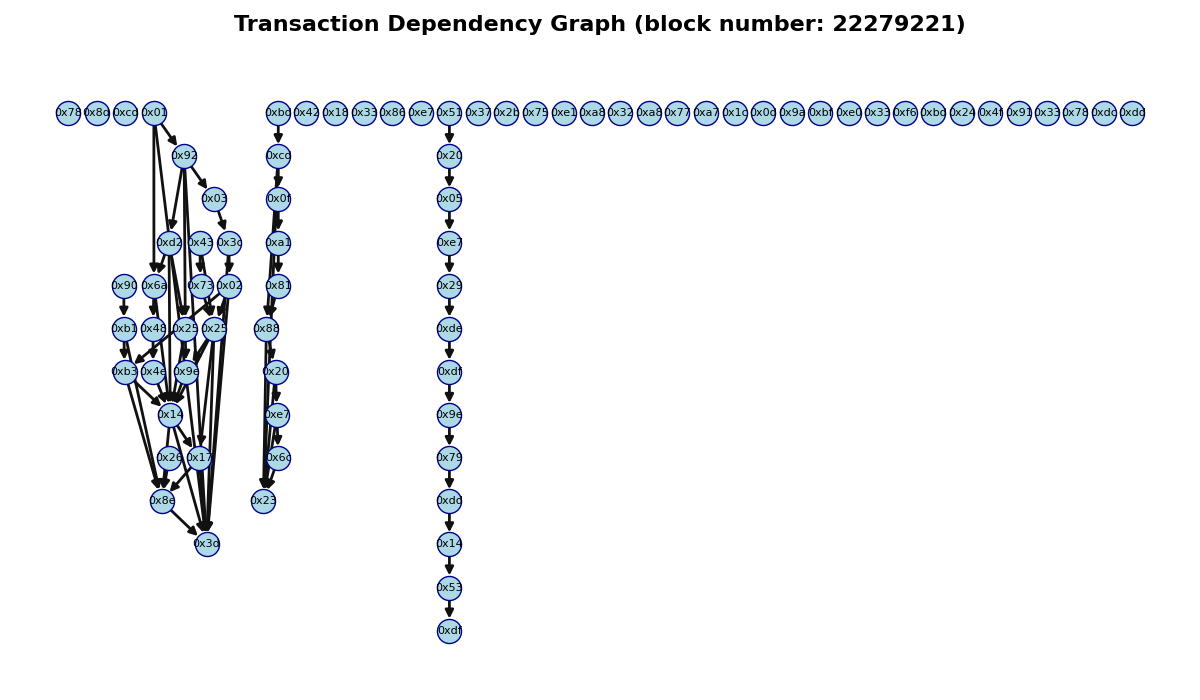 Transaction Dependency Graph (block number: 22279221)
0x78 0x8d 0xcd 0x01 0xbd 0x42 0x18 0x33 0x86 0xe7 0x51 0x37 0x2b 0x75 0xe1 0xa8 0x32 0xa8 0x77 0xa7 0x1c 0x0d 0x9a 0xbf 0xe0 0x33 0xf6 0xbd 0x24 0x4f 0x91 0x33 0x78 0xdc 0xdd
0x92 0xcd 0x20
0x03 0x0f 0x05
0xd2 0x43 0x3c 0xa1 0xe7
0x90 0x6a 0x73 0x02 0x81 0x29
0xb1 0x48 0x25 0x25 0x88 0xde
0xb3 0x4e 0x9e 0x20 0xdf
0x14 0xe7 0x9e
0x26 0x17 0x6c 0x79
0x8e 0x23 0xdd
0x3d 0x14
0x53
0xdf